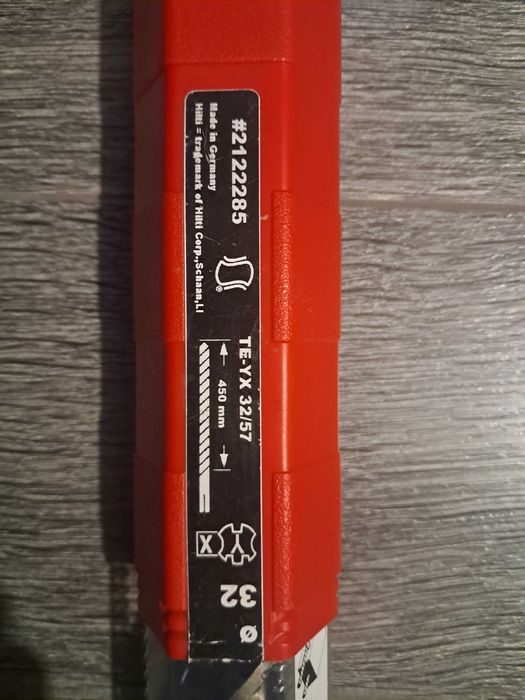 #2122285
Made in Germany
Hilti = trademark of Hilti Corp.,Schaan,LI
®
TE-YX 32/57
450 mm
Y
X
Ø 32